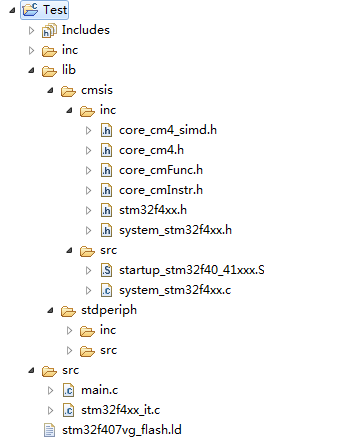 Test
Includes
inc
lib
cmsis
inc
core_cm4_simd.h
core_cm4.h
core_cmFunc.h
core_cmInstr.h
stm32f4xx.h
system_stm32f4xx.h
src
startup_stm32f40_41xxx.S
system_stm32f4xx.c
stdperiph
inc
src
src
main.c
stm32f4xx_it.c
stm32f407vg_flash.ld